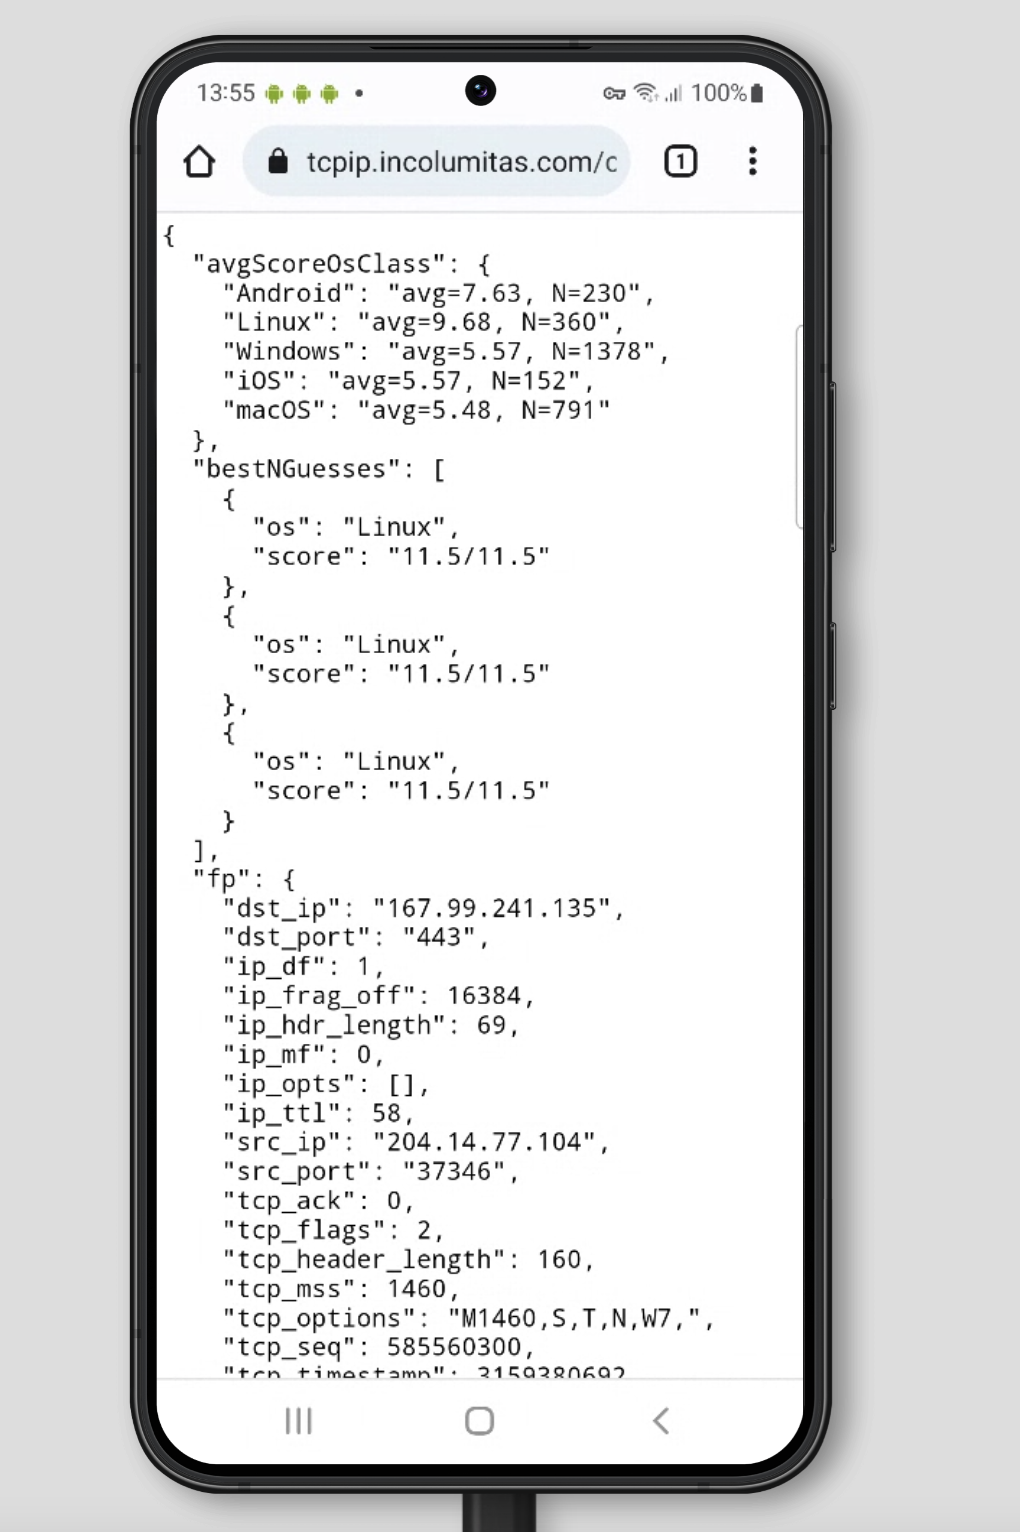 13:55 100%
tcpip.incolumitas.com/c 1
{
"avgScoreOsClass": {
"Android": "avg=7.63, N=230",
"Linux": "avg=9.68, N=360",
"Windows": "avg=5.57, N=1378",
"iOS": "avg=5.57, N=152",
"macOS": "avg=5.48, N=791"
},
"bestNGuesses": [
{
"os": "Linux",
"score": "11.5/11.5"
},
{
"os": "Linux",
"score": "11.5/11.5"
},
{
"os": "Linux",
"score": "11.5/11.5"
}
],
"fp": {
"dst_ip": "167.99.241.135",
"dst_port": "443",
"ip_df": 1,
"ip_frag_off": 16384,
"ip_hdr_length": 69,
"ip_mf": 0,
"ip_opts": [],
"ip_ttl": 58,
"src_ip": "204.14.77.104",
"src_port": "37346",
"tcp_ack": 0,
"tcp_flags": 2,
"tcp_header_length": 160,
"tcp_mss": 1460,
"tcp_options": "M1460,S,T,N,W7,",
"tcp_seq": 585560300,
"tcp_timestamp": 3159380692